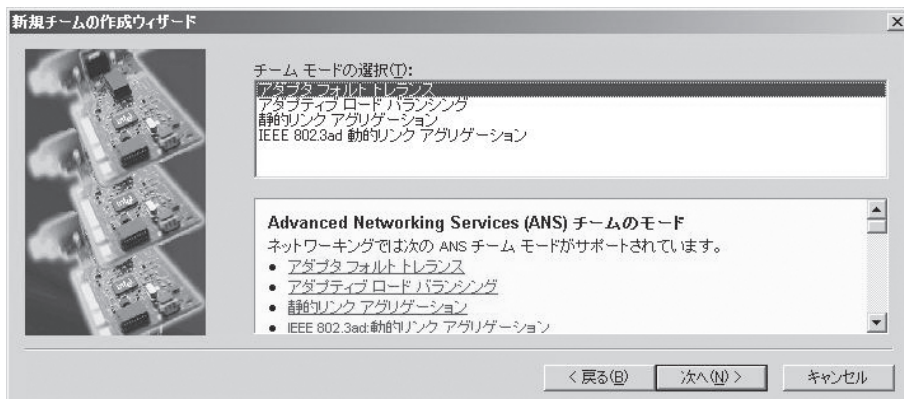 新規チームの作成ウィザード
チーム モードの選択(T):
アダプタ フォルト トレランス
アダプティブ ロード バランシング
静的リンク アグリゲーション
IEEE 802.3ad 動的リンク アグリゲーション
Advanced Networking Services (ANS) チームのモード
ネットワーキングでは次の ANS チーム モードがサポートされています。
• アダプタ フォルト トレランス
• アダプティブ ロード バランシング
• 静的リンク アグリゲーション
• IEEE 802.3ad:動的リンク アグリゲーション
< 戻る(B)
次へ(N) >
キャンセル